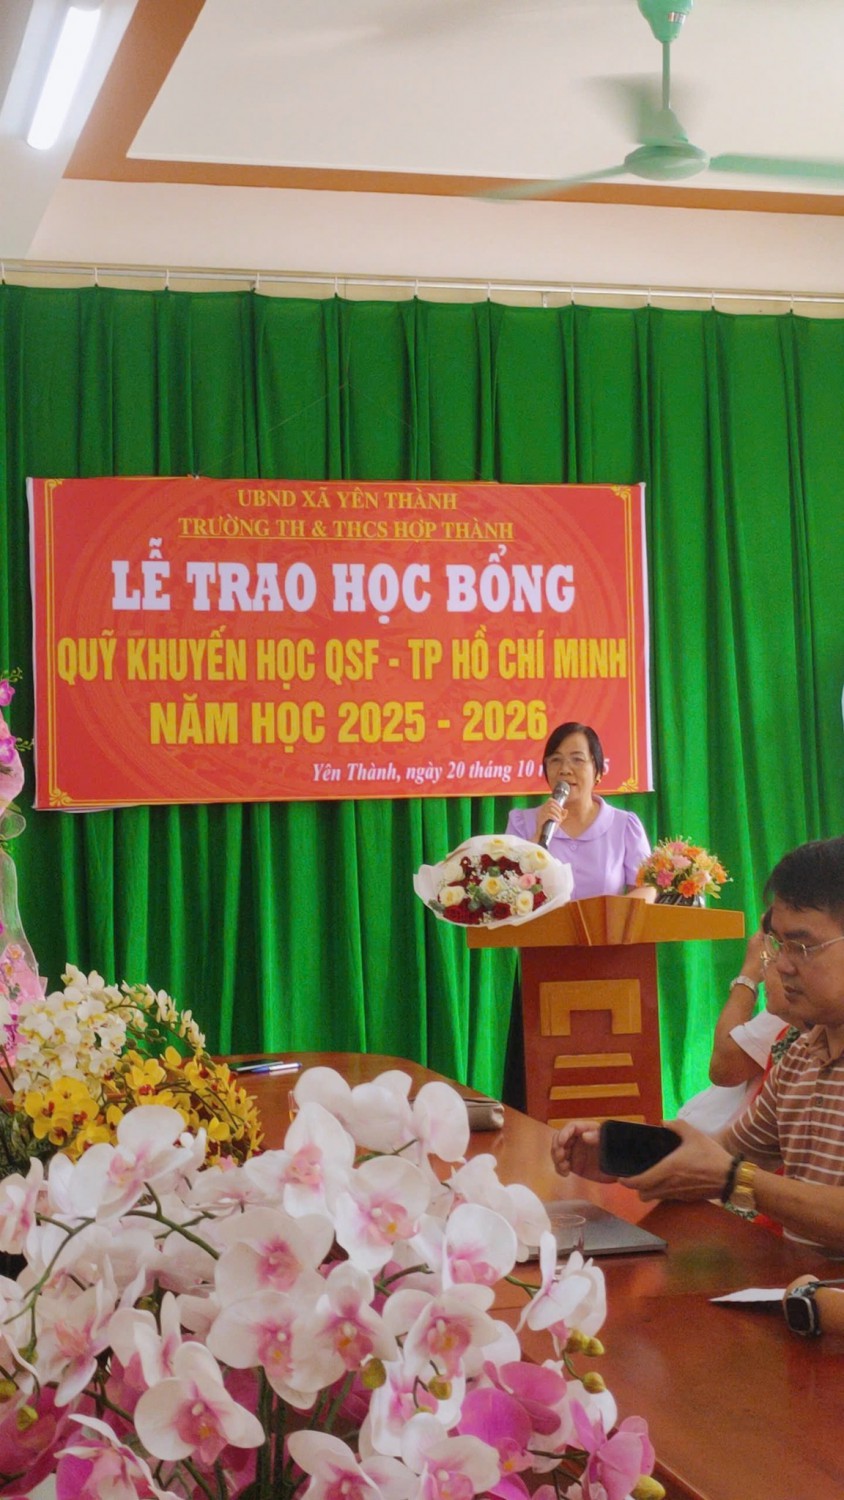 UBND XÃ YÊN THÀNH
TRƯỜNG TH & THCS HỢP THÀNH
LỄ TRAO HỌC BỔNG
QUỸ KHUYẾN HỌC QSF - TP HỒ CHÍ MINH
NĂM HỌC 2025 - 2026
Yên Thành, ngày 20 tháng 10